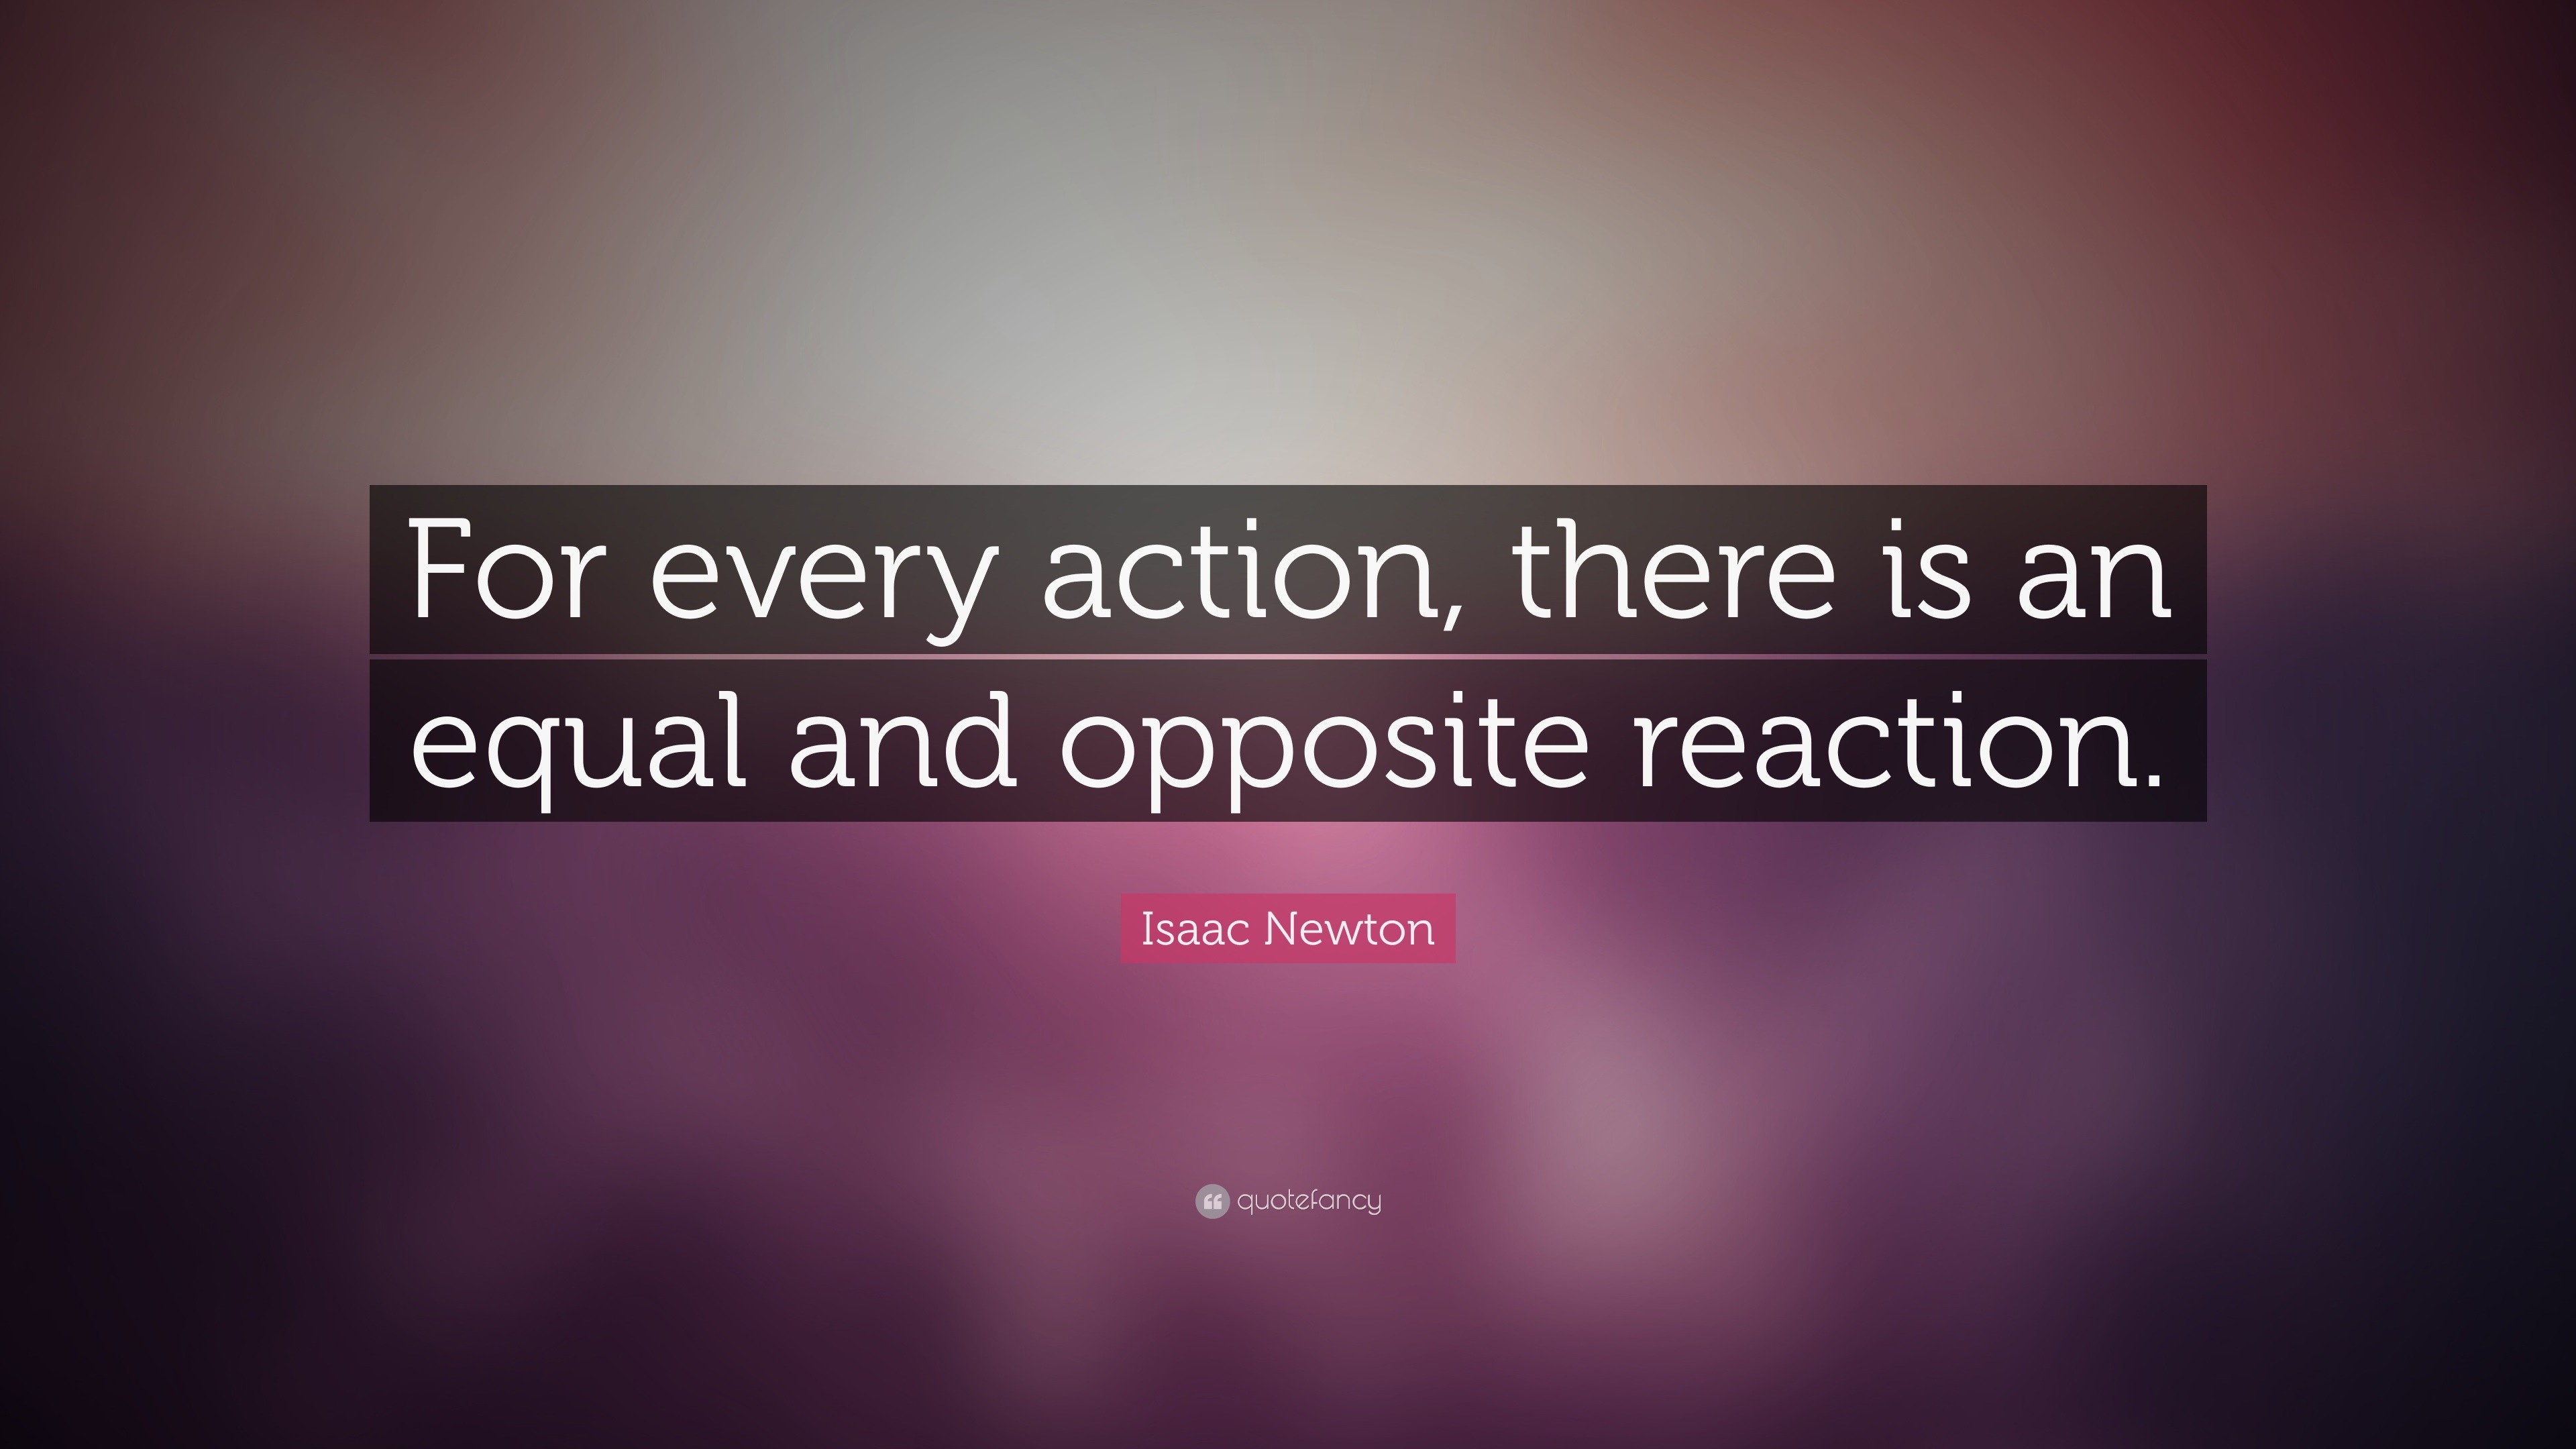 For every action, there is an
equal and opposite reaction.
Isaac Newton
quotefancy